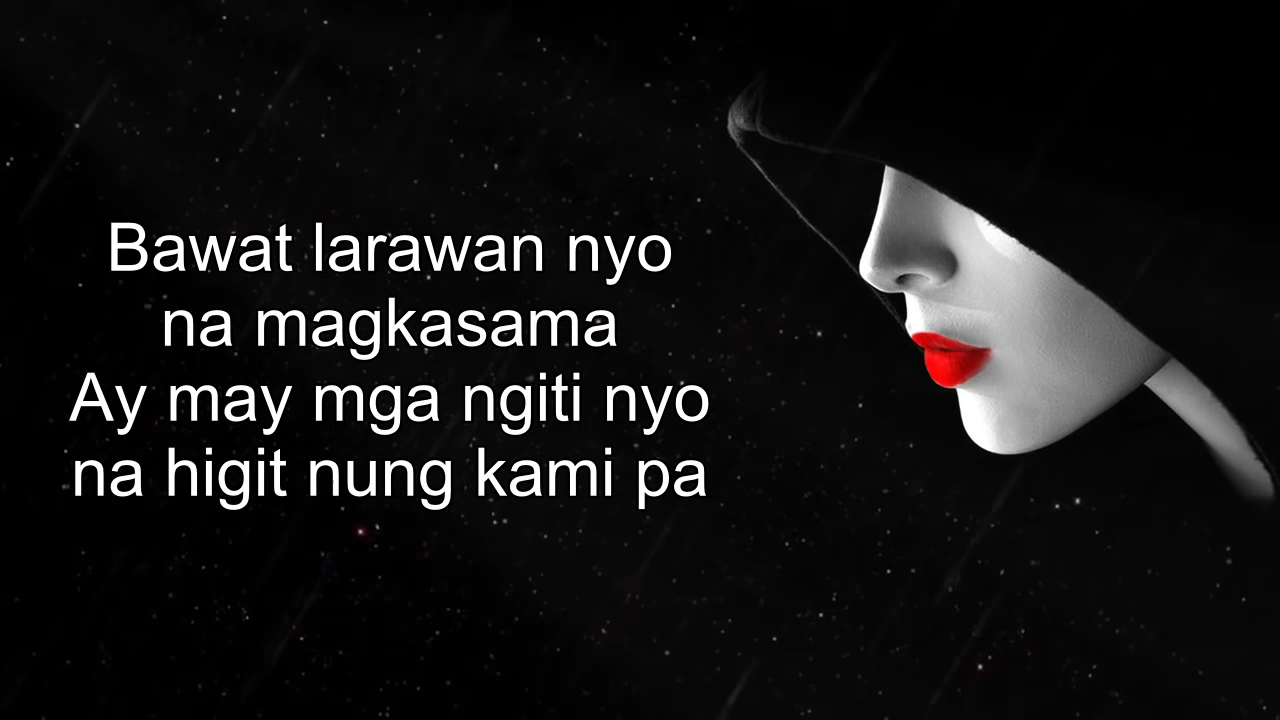 Bawat larawan nyo
na magkasama
Ay may mga ngiti nyo
na higit nung kami pa